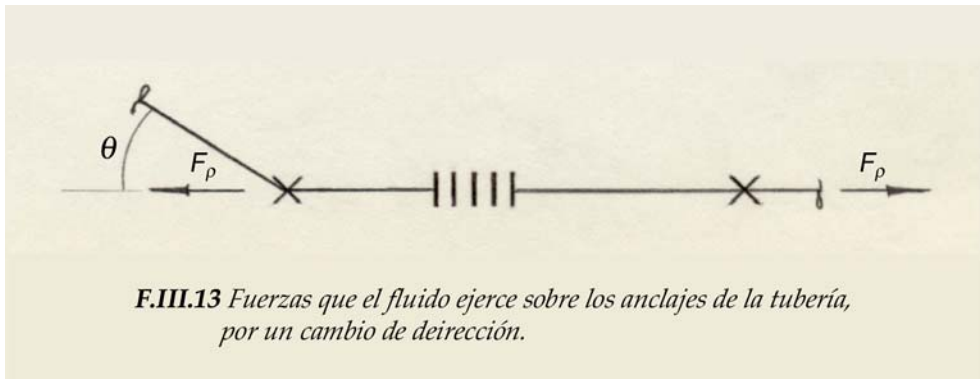 θ
Fρ
Fρ
F.III.13 Fuerzas que el fluido ejerce sobre los anclajes de la tubería,
por un cambio de deirección.